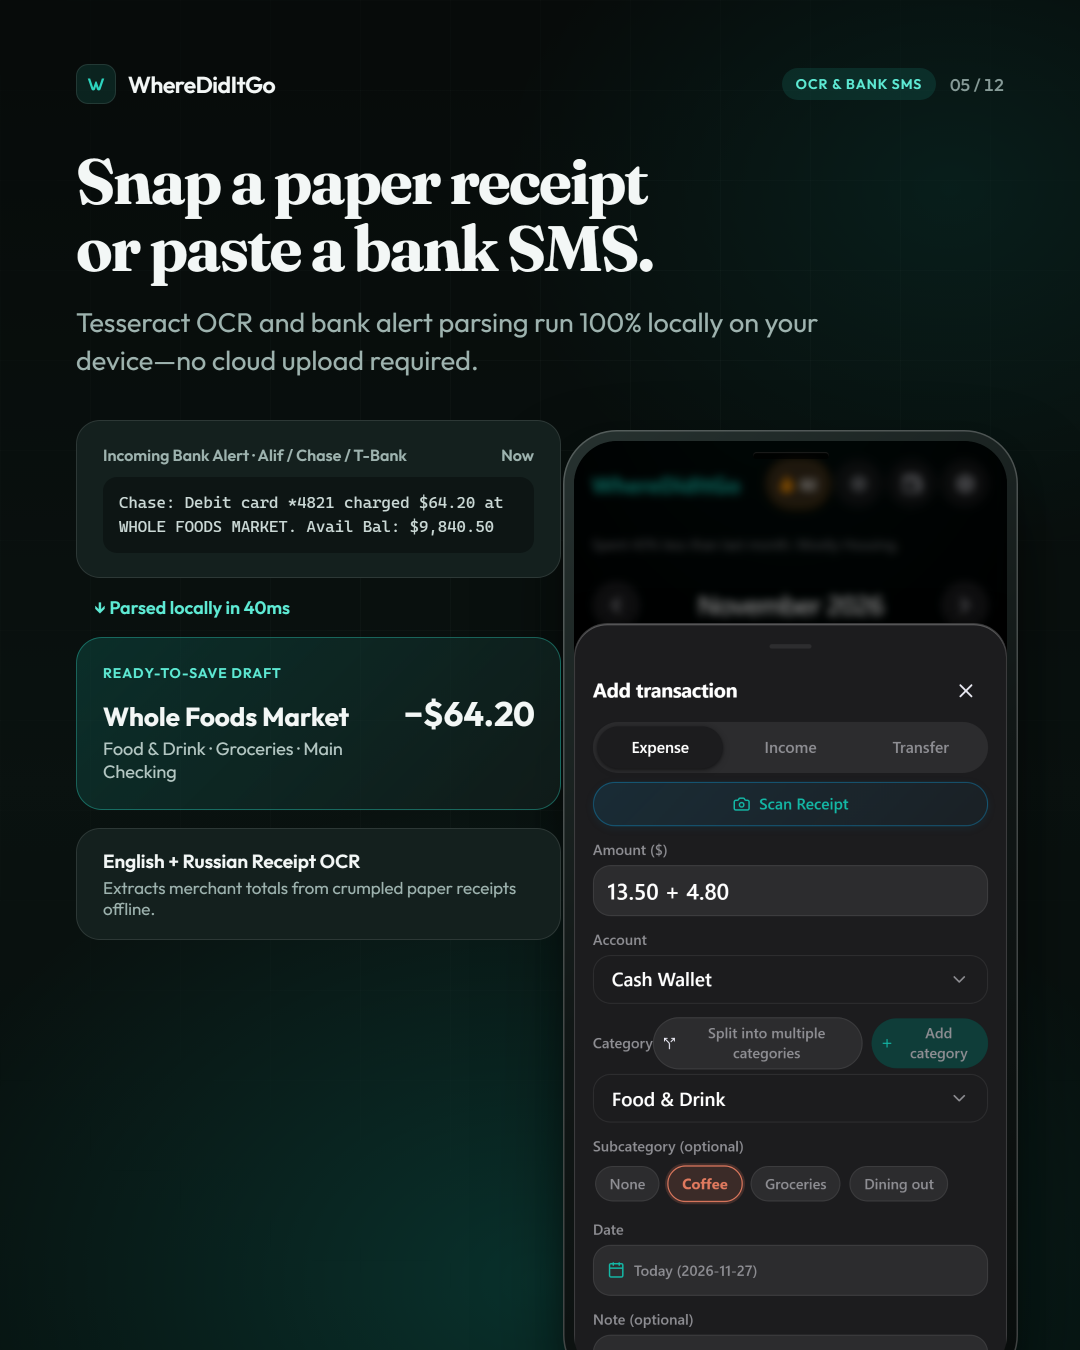 W WhereDidItGo
OCR & BANK SMS 05 / 12
Snap a paper receipt
or paste a bank SMS.
Tesseract OCR and bank alert parsing run 100% locally on your
device—no cloud upload required.
Incoming Bank Alert · Alif / Chase / T-Bank Now
Chase: Debit card *4821 charged $64.20 at
WHOLE FOODS MARKET. Avail Bal: $9,840.50
↓ Parsed locally in 40ms
READY-TO-SAVE DRAFT
Whole Foods Market −$64.20
Food & Drink · Groceries · Main
Checking
English + Russian Receipt OCR
Extracts merchant totals from crumpled paper receipts
offline.
WhereDidItGo
November 2026
Add transaction
Expense Income Transfer
Scan Receipt
Amount ($)
13.50 + 4.80
Account
Cash Wallet
Category
Split into multiple
categories
+ Add
category
Food & Drink
Subcategory (optional)
None Coffee Groceries Dining out
Date
Today (2026-11-27)
Note (optional)